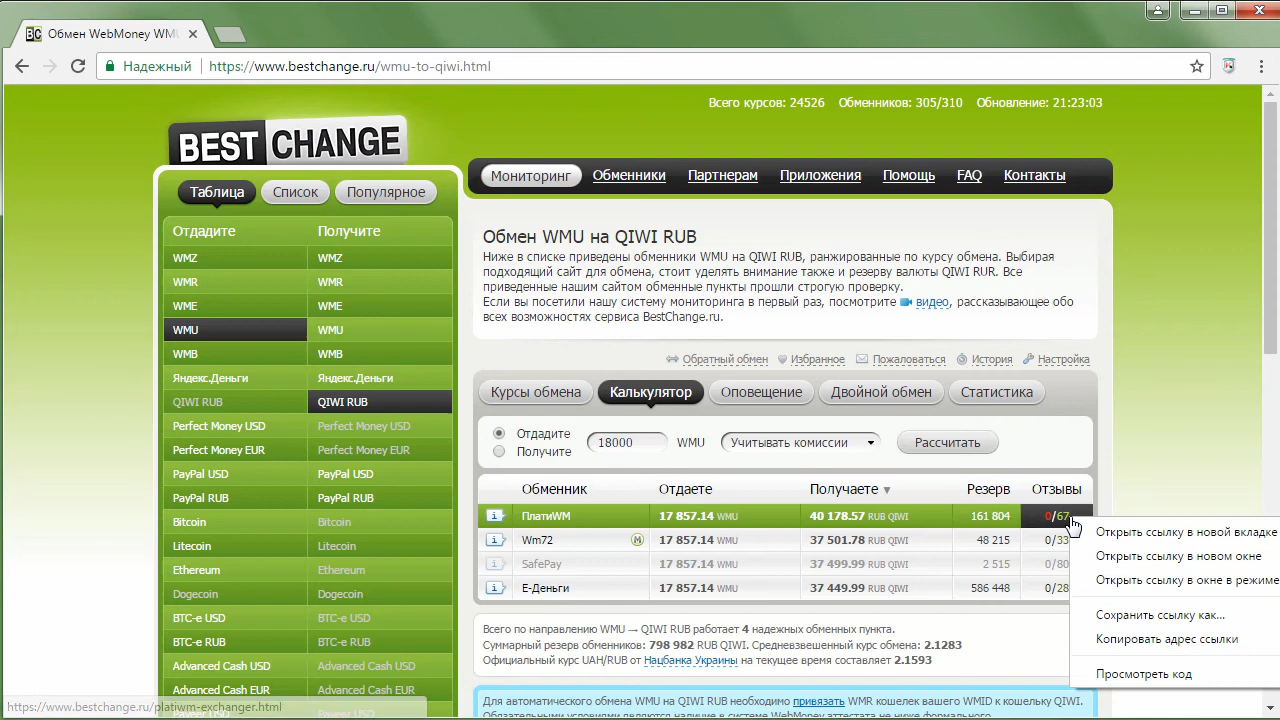 BC Обмен WebMoney WMU
Надежный https://www.bestchange.ru/wmu-to-qiwi.html
Всего курсов: 24526 Обменников: 305/310 Обновление: 21:23:03
BEST CHANGE
Мониторинг Обменники Партнерам Приложения Помощь FAQ Контакты
Таблица Список Популярное
Отдадите Получите
WMZ WMZ
WMR WMR
WME WME
WMU WMU
WMB WMB
Яндекс.Деньги Яндекс.Деньги
QIWI RUB QIWI RUB
Perfect Money USD Perfect Money USD
Perfect Money EUR Perfect Money EUR
PayPal USD PayPal USD
PayPal RUB PayPal RUB
Bitcoin Bitcoin
Litecoin Litecoin
Ethereum Ethereum
Dogecoin Dogecoin
BTC-e USD BTC-e USD
BTC-e RUB BTC-e RUB
Advanced Cash USD Advanced Cash USD
Advanced Cash EUR Advanced Cash EUR
Обмен WMU на QIWI RUB
Ниже в списке приведены обменники WMU на QIWI RUB, ранжированные по курсу обмена. Выбирая
подходящий сайт для обмена, стоит уделять внимание также и резерву валюты QIWI RUR. Все
приведенные нашим сайтом обменные пункты прошли строгую проверку.
Если вы посетили нашу систему мониторинга в первый раз, посмотрите видео, рассказывающее обо
всех возможностях сервиса BestChange.ru.
Обратный обмен Избранное Пожаловаться История Настройка
Курсы обмена Калькулятор Оповещение Двойной обмен Статистика
Отдадите
Получите
18000 WMU Учитывать комиссии Рассчитать
Обменник Отдаете Получаете Резерв Отзывы
ПлатиWM 17 857.14 WMU 40 178.57 RUB QIWI 161 804 0/67
Wm72 M 17 857.14 WMU 37 501.78 RUB QIWI 48 215 0/33
SafePay 17 857.14 WMU 37 499.99 RUB QIWI 2 515 0/80
Е-Деньги 17 857.14 WMU 37 449.99 RUB QIWI 586 448 0/28
Всего по направлению WMU → QIWI RUB работает 4 надежных обменных пункта.
Суммарный резерв обменников: 798 982 RUB QIWI. Средневзвешенный курс обмена: 2.1283
Официальный курс UAH/RUB от Нацбанка Украины на текущее время составляет 2.1593
Для автоматического обмена WMU на QIWI RUB необходимо привязать WMR кошелек вашего WMID к кошельку QIWI.
Открыть ссылку в новой вкладке
Открыть ссылку в новом окне
Открыть ссылку в окне в режиме
Сохранить ссылку как...
Копировать адрес ссылки
Просмотреть код
https://www.bestchange.ru/platiwm-exchanger.html